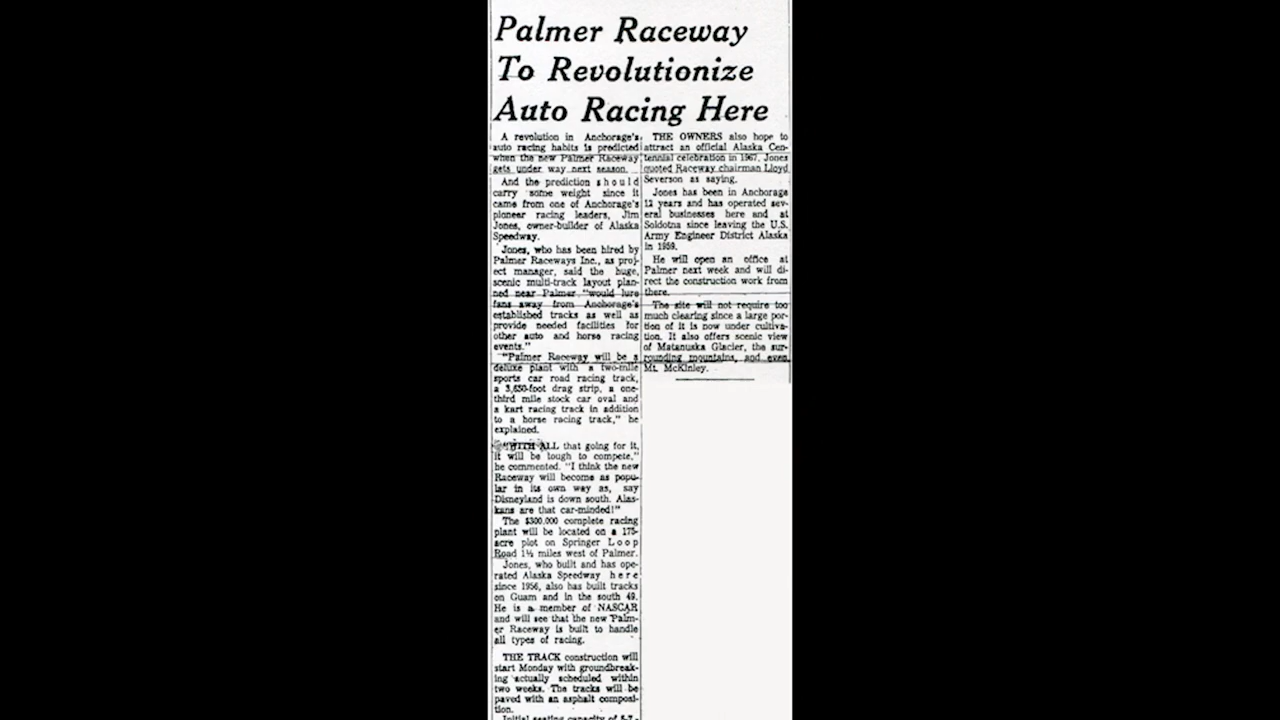 Palmer Raceway
To Revolutionize
Auto Racing Here
A revolution in Anchorage's
auto racing habits is predicted
when the new Palmer Raceway
gets under way next season.
And the prediction should
carry some weight since it
came from one of Anchorage's
pioneer racing leaders, Jim
Jones, owner-builder of Alaska
Speedway.
Jones, who has been hired by
Palmer Raceways Inc., as proj-
ect manager, said the huge,
scenic multi-track layout plan-
ned near Palmer "would lure
fans away from Anchorage's
established tracks as well as
provide needed facilities for
other auto and horse racing
events."
"Palmer Raceway will be a
deluxe plant with a two-mile
sports car road racing track,
a 3,650-foot drag strip, a one-
third mile stock car oval and
a kart racing track in addition
to a horse racing track," he
explained.
"WITH ALL that going for it,
it will be tough to compete,"
he commented. "I think the new
Raceway will become as popu-
lar in its own way as, say
Disneyland is down south. Alas-
kans are that car-minded!"
The $300,000 complete racing
plant will be located on a 175-
acre plot on Springer Loop
Road 1½ miles west of Palmer.
Jones, who built and has ope-
rated Alaska Speedway here
since 1956, also has built tracks
on Guam and in the south 49.
He is a member of NASCAR
and will see that the new Palm-
er Raceway is built to handle
all types of racing.
THE TRACK construction will
start Monday with groundbreak-
ing actually scheduled within
two weeks. The tracks will be
paved with an asphalt composi-
tion.
Initial seating capacity of 5-7,-
THE OWNERS also hope to
attract an official Alaska Cen-
tennial celebration in 1967, Jones
quoted Raceway chairman Lloyd
Severson as saying.
Jones has been in Anchorage
12 years and has operated sev-
eral businesses here and at
Soldotna since leaving the U.S.
Army Engineer District Alaska
in 1959.
He will open an office at
Palmer next week and will di-
rect the construction work from
there.
The site will not require too
much clearing since a large por-
tion of it is now under cultiva-
tion. It also offers scenic view
of Matanuska Glacier, the sur-
rounding mountains, and even
Mt. McKinley.